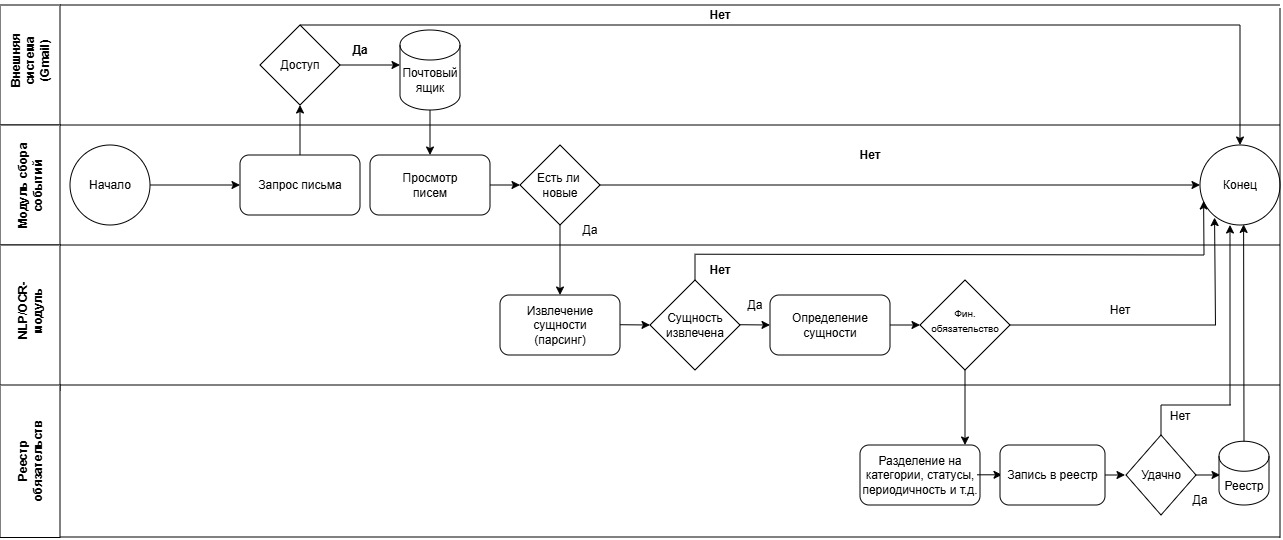 Внешняя
система
(Gmail)
Нет
Доступ
Да
Почтовый
ящик
Модуль сбора
событий
Начало
Запрос письма
Просмотр
писем
Есть ли
новые
Нет
Конец
Да
NLP/OCR-
модуль
Извлечение
сущности
(парсинг)
Сущность
извлечена
Нет
Да
Определение
сущности
Фин.
обязательство
Нет
Реестр
обязательств
Разделение на
категории, статусы,
периодичность и т.д.
Запись в реестр
Удачно
Нет
Да
Реестр